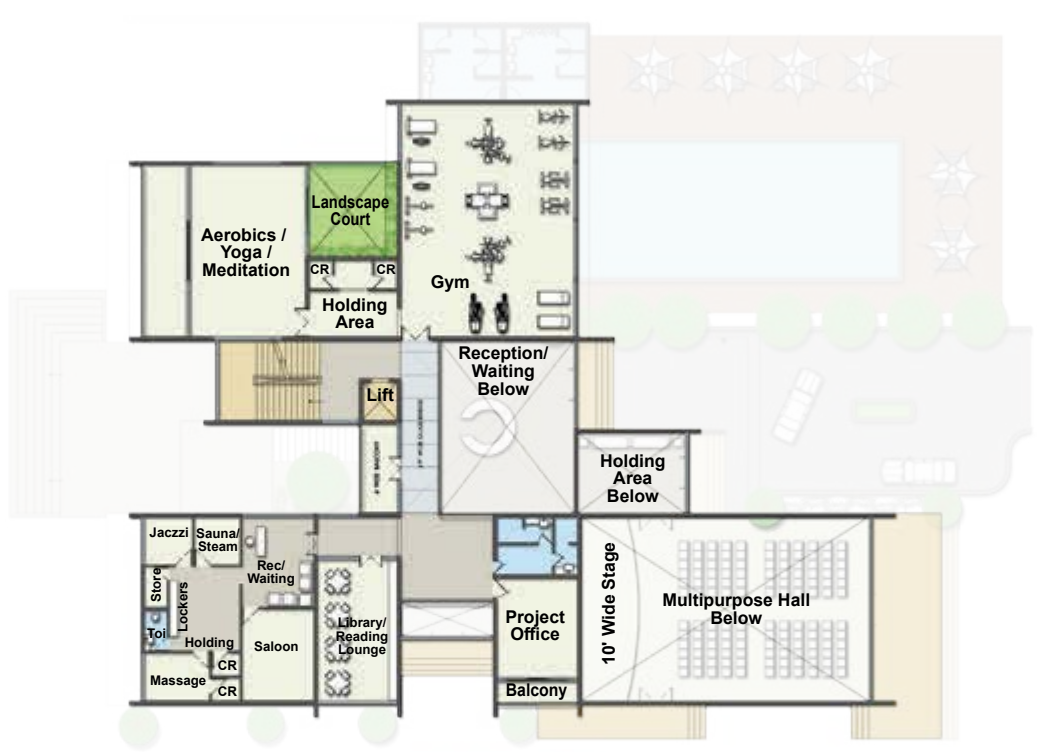 Landscape
Court
Aerobics /
Yoga /
Meditation
CR
CR
Gym
Holding
Area
Reception/
Waiting
Below
Lift
Holding
Area
Below
Jaczzi
Sauna/
Steam
Rec/
Waiting
Store
Lockers
10' Wide Stage
Multipurpose Hall
Below
Project
Office
Library/
Reading
Lounge
Toi
Holding
Saloon
CR
Massage
CR
Balcony